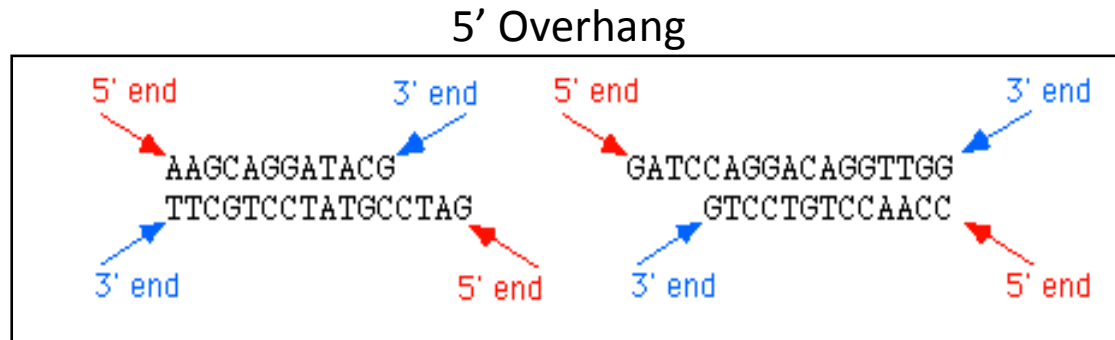 5’ Overhang
5' end 3' end 5' end 3' end
AAGCAGGATACG GATCCAGGACAGGTTGG
TTCGTCCTATGCCTAG GTCCTGTCCAACC
3' end 5' end 3' end 5' end